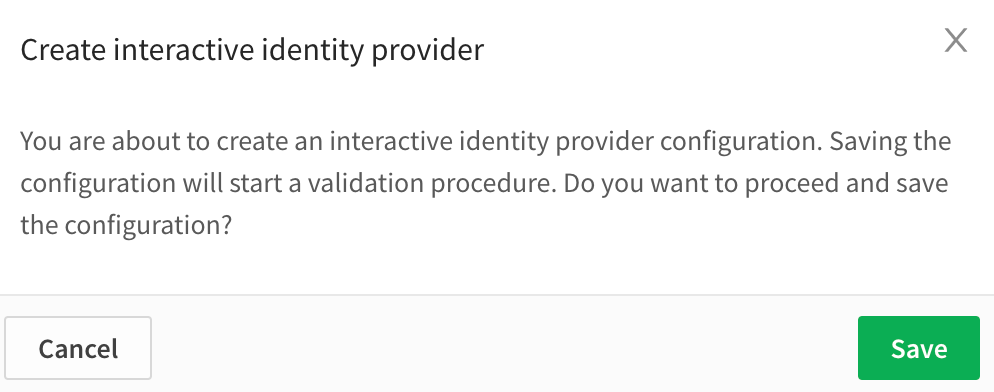 Create interactive identity provider
You are about to create an interactive identity provider configuration. Saving the
configuration will start a validation procedure. Do you want to proceed and save
the configuration?
Cancel
Save